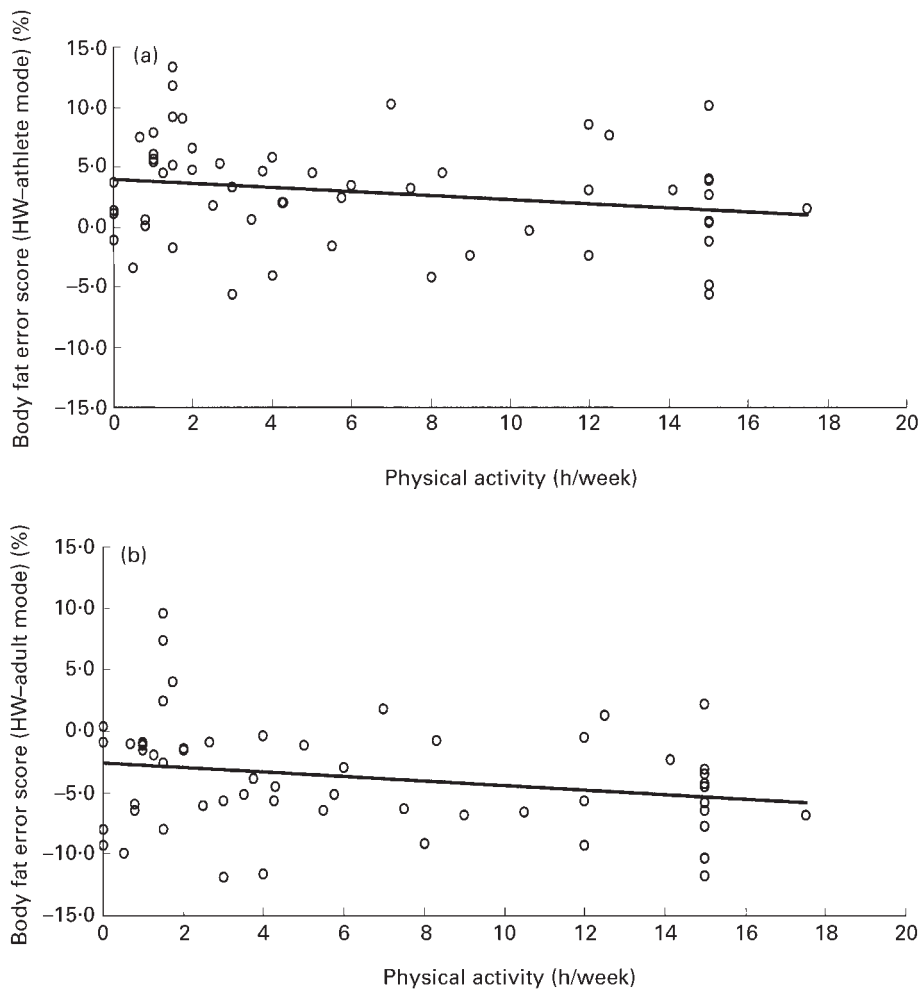 Body fat error score (HW–athlete mode) (%)
(a)
15·0
10·0
5·0
0·0
−5·0
−10·0
−15·0
0 2 4 6 8 10 12 14 16 18 20
Physical activity (h/week)
Body fat error score (HW–adult mode) (%)
(b)
15·0
10·0
5·0
0·0
−5·0
−10·0
−15·0
0 2 4 6 8 10 12 14 16 18 20
Physical activity (h/week)